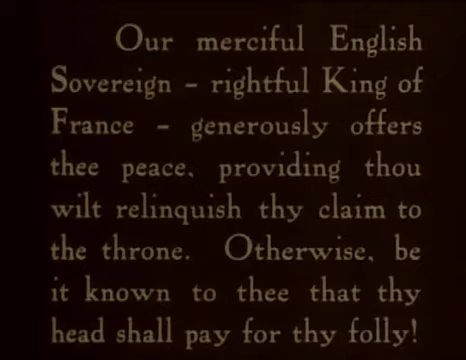 Our merciful English
Sovereign – rightful King of
France – generously offers
thee peace, providing thou
wilt relinquish thy claim to
the throne. Otherwise, be
it known to thee that thy
head shall pay for thy folly!